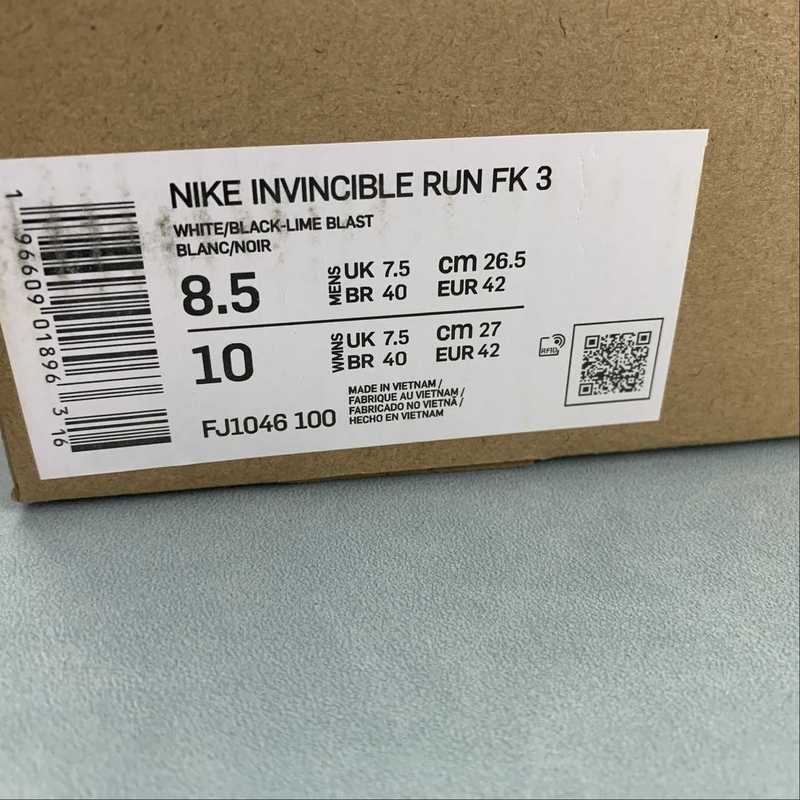 NIKE INVINCIBLE RUN FK 3
WHITE/BLACK-LIME BLAST
BLANC/NOIR
8.5 MENS UK 7.5 cm 26.5
BR 40 EUR 42
10 WMNS UK 7.5 cm 27
BR 40 EUR 42
RFID
FJ1046 100
MADE IN VIETNAM /
FABRIQUE AU VIETNAM /
FABRICADO NO VIETNÃ /
HECHO EN VIETNAM
1 96609 01896 3 16